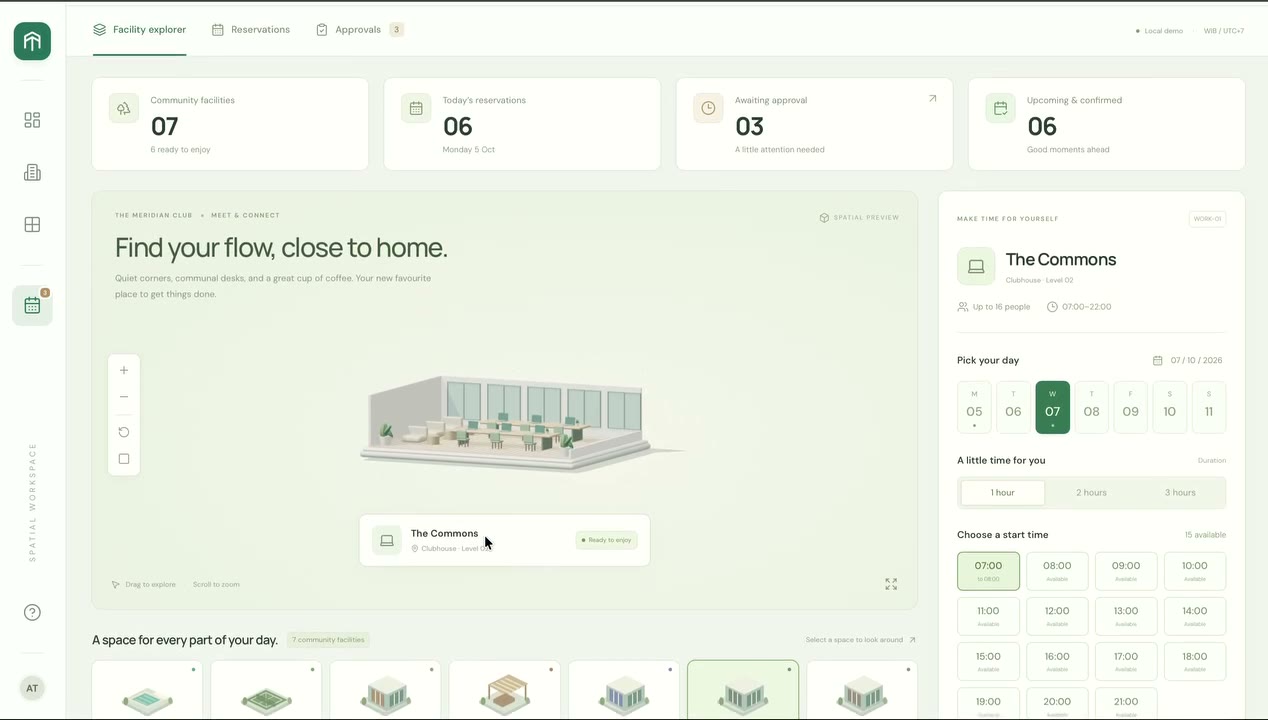 Facility explorer
Reservations
Approvals 3
Local demo
WIB / UTC+7
Community facilities
07
6 ready to enjoy
Today's reservations
06
Monday 5 Oct
Awaiting approval
03
A little attention needed
Upcoming & confirmed
06
Good moments ahead
3
SPATIAL WORKSPACE
AT
THE MERIDIAN CLUB • MEET & CONNECT
SPATIAL PREVIEW
Find your flow, close to home.
Quiet corners, communal desks, and a great cup of coffee. Your new favourite
place to get things done.
The Commons
Clubhouse · Level
Ready to enjoy
Drag to explore
Scroll to zoom
A space for every part of your day.
7 community facilities
Select a space to look around
MAKE TIME FOR YOURSELF
WORK-01
The Commons
Clubhouse · Level 02
Up to 16 people
07:00–22:00
Pick your day
07 / 10 / 2026
M T W T F S S
05 06 07 08 09 10 11
A little time for you
Duration
1 hour
2 hours
3 hours
Choose a start time
15 available
07:00 08:00 09:00 10:00
to 08:00 Available Available Available
11:00 12:00 13:00 14:00
Available Available Available Available
15:00 16:00 17:00 18:00
Available Available Available Available
19:00 20:00 21:00
Available Available Available